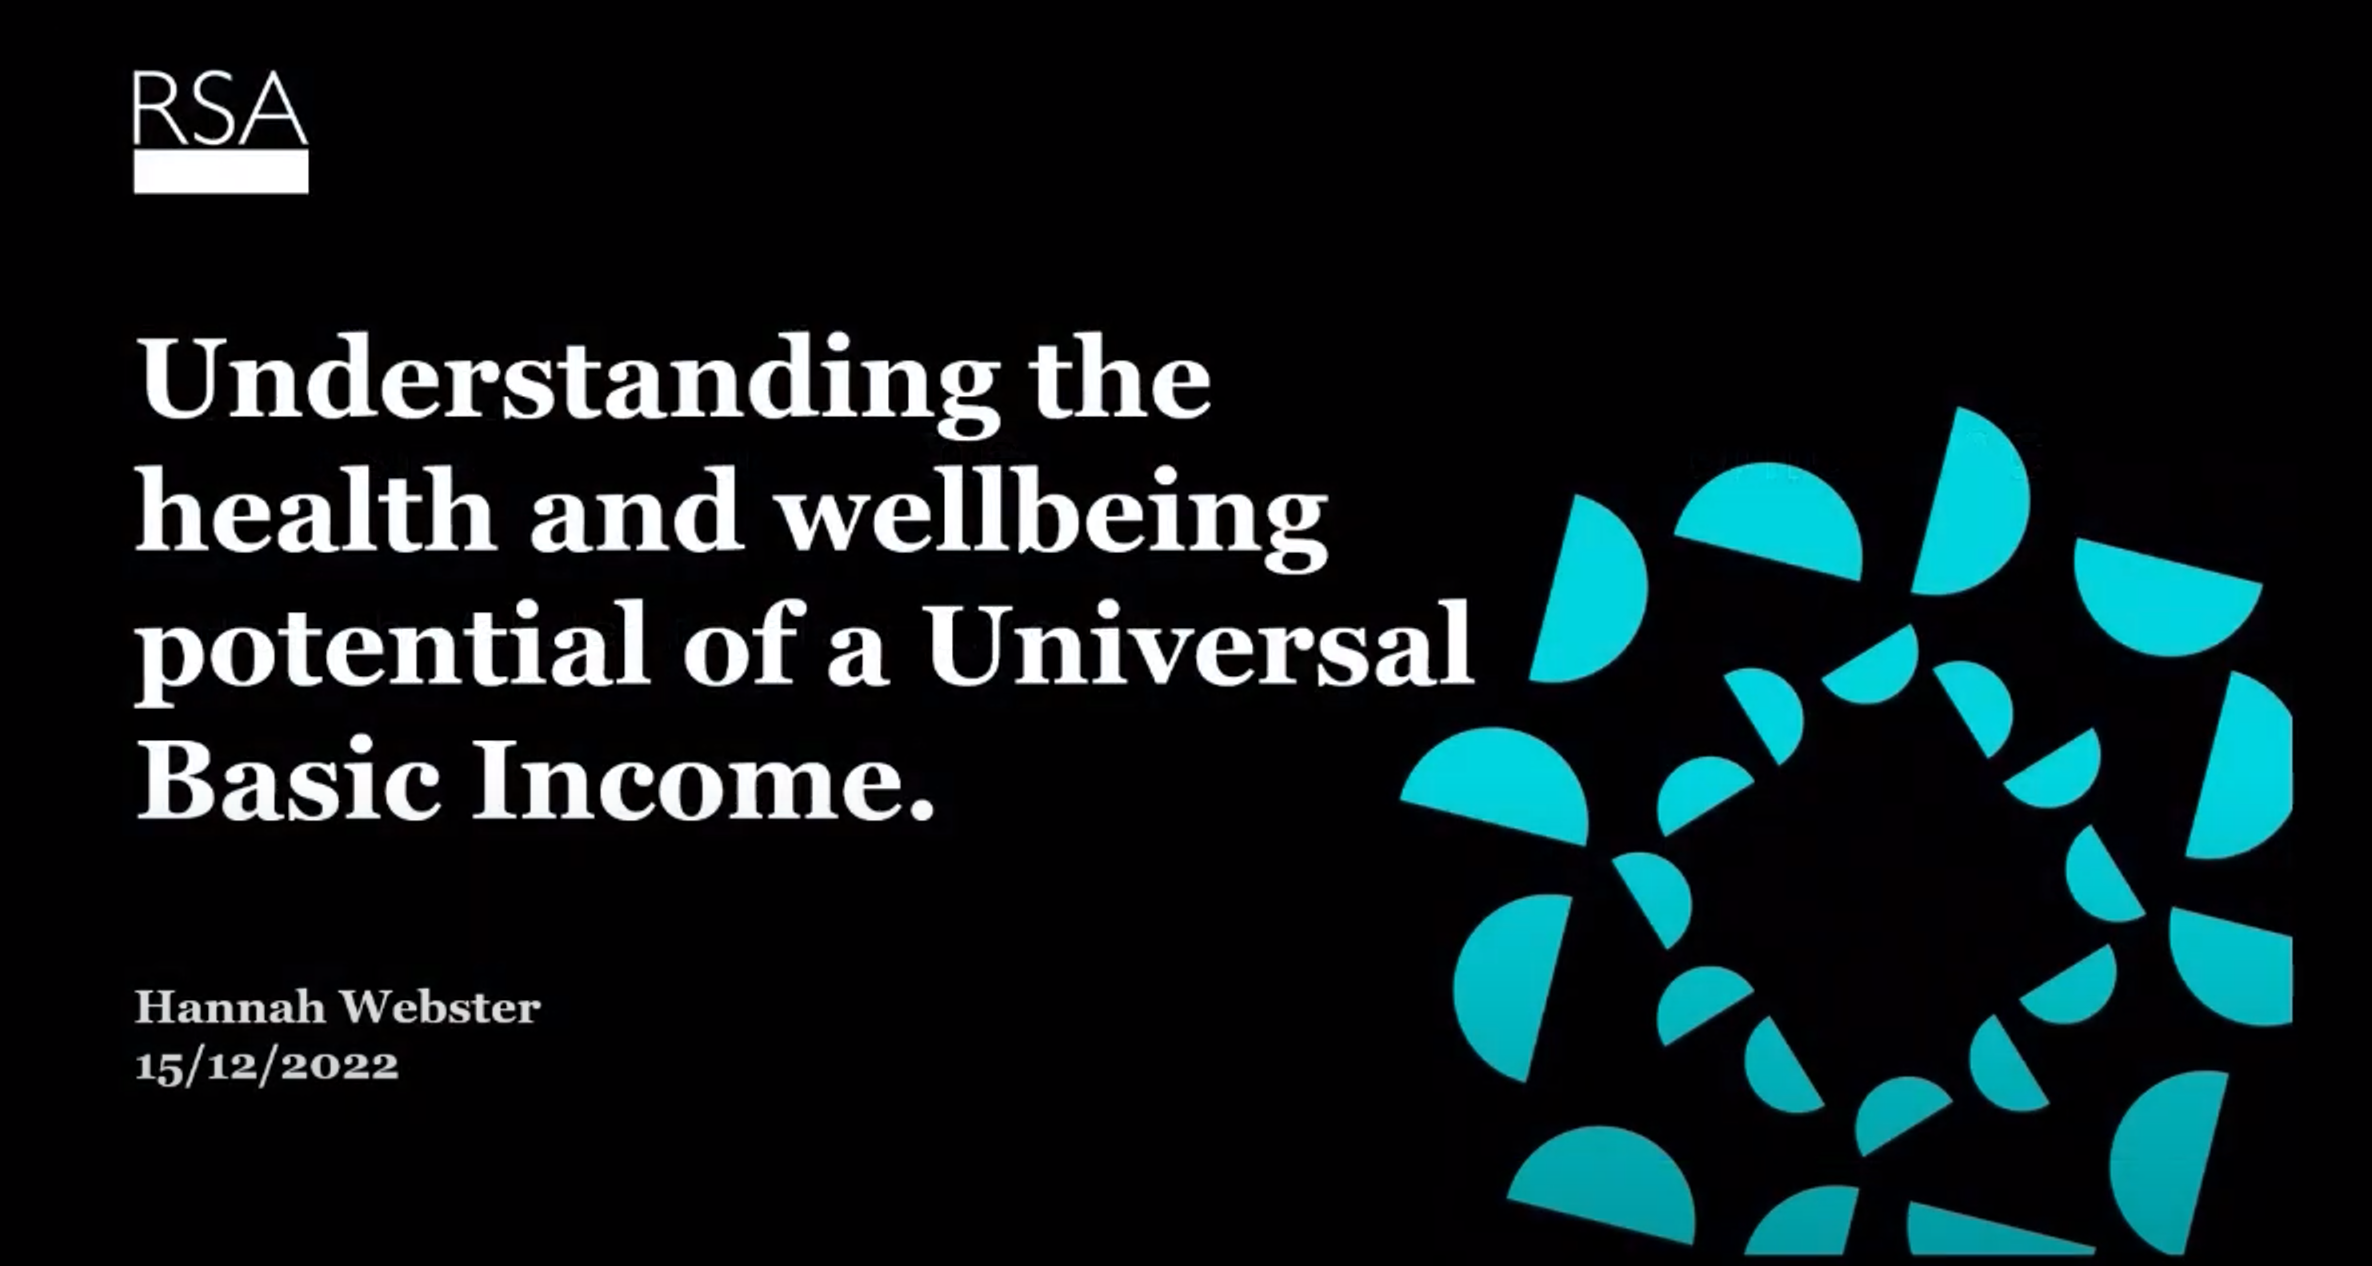 RSA
Understanding the
health and wellbeing
potential of a Universal
Basic Income.
Hannah Webster
15/12/2022